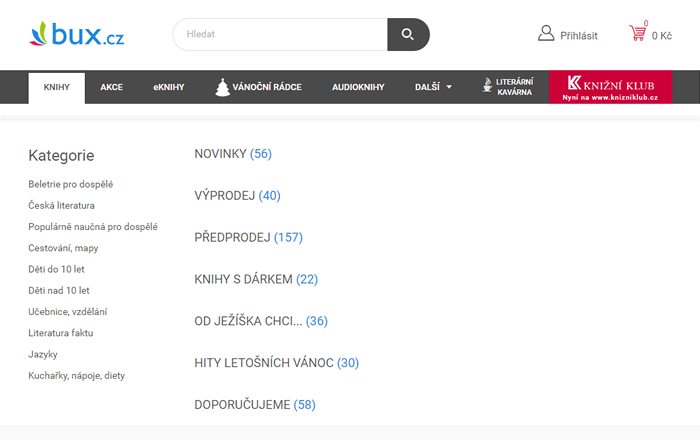 bux.cz
Hledat
Přihlásit
0
0 Kč
KNIHY
AKCE
eKNIHY
VÁNOČNÍ RÁDCE
AUDIOKNIHY
DALŠÍ
LITERÁRNÍ
KAVÁRNA
KK KNIŽNÍ KLUB
Nyní na www.knizniklub.cz
Kategorie
Beletrie pro dospělé
Česká literatura
Populárně naučná pro dospělé
Cestování, mapy
Děti do 10 let
Děti nad 10 let
Učebnice, vzdělání
Literatura faktu
Jazyky
Kuchařky, nápoje, diety
NOVINKY (56)
VÝPRODEJ (40)
PŘEDPRODEJ (157)
KNIHY S DÁRKEM (22)
OD JEŽÍŠKA CHCI... (36)
HITY LETOŠNÍCH VÁNOC (30)
DOPORUČUJEME (58)